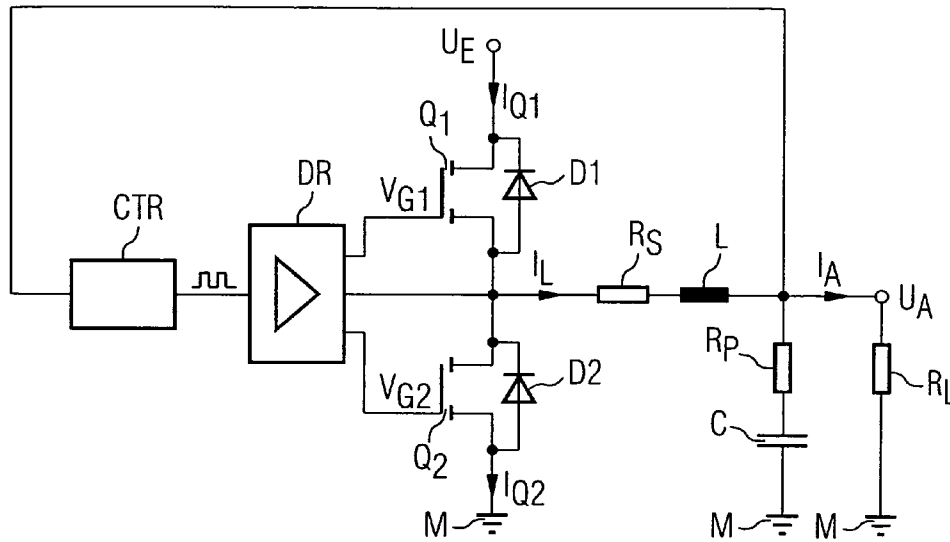 U_E
I_Q1
Q_1
DR
V_G1
D1
CTR
R_S
L
I_L
I_A
U_A
R_P
R_L
D2
V_G2
C
Q_2
I_Q2
M
M
M